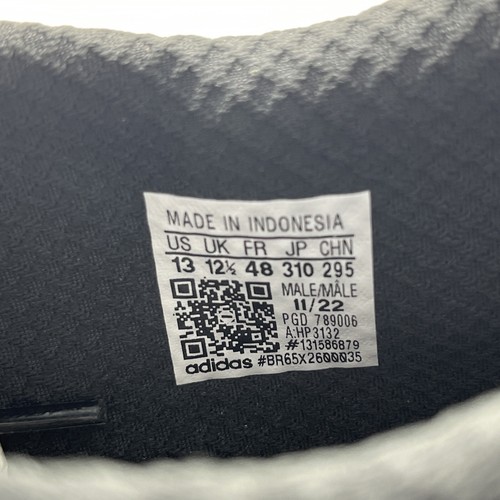 MADE IN INDONESIA
US UK FR JP CHN
13 12½ 48 310 295
MALE/MÂLE
11/22
PGD 789006
A:HP3132
#131586879
adidas #BR65X2600035